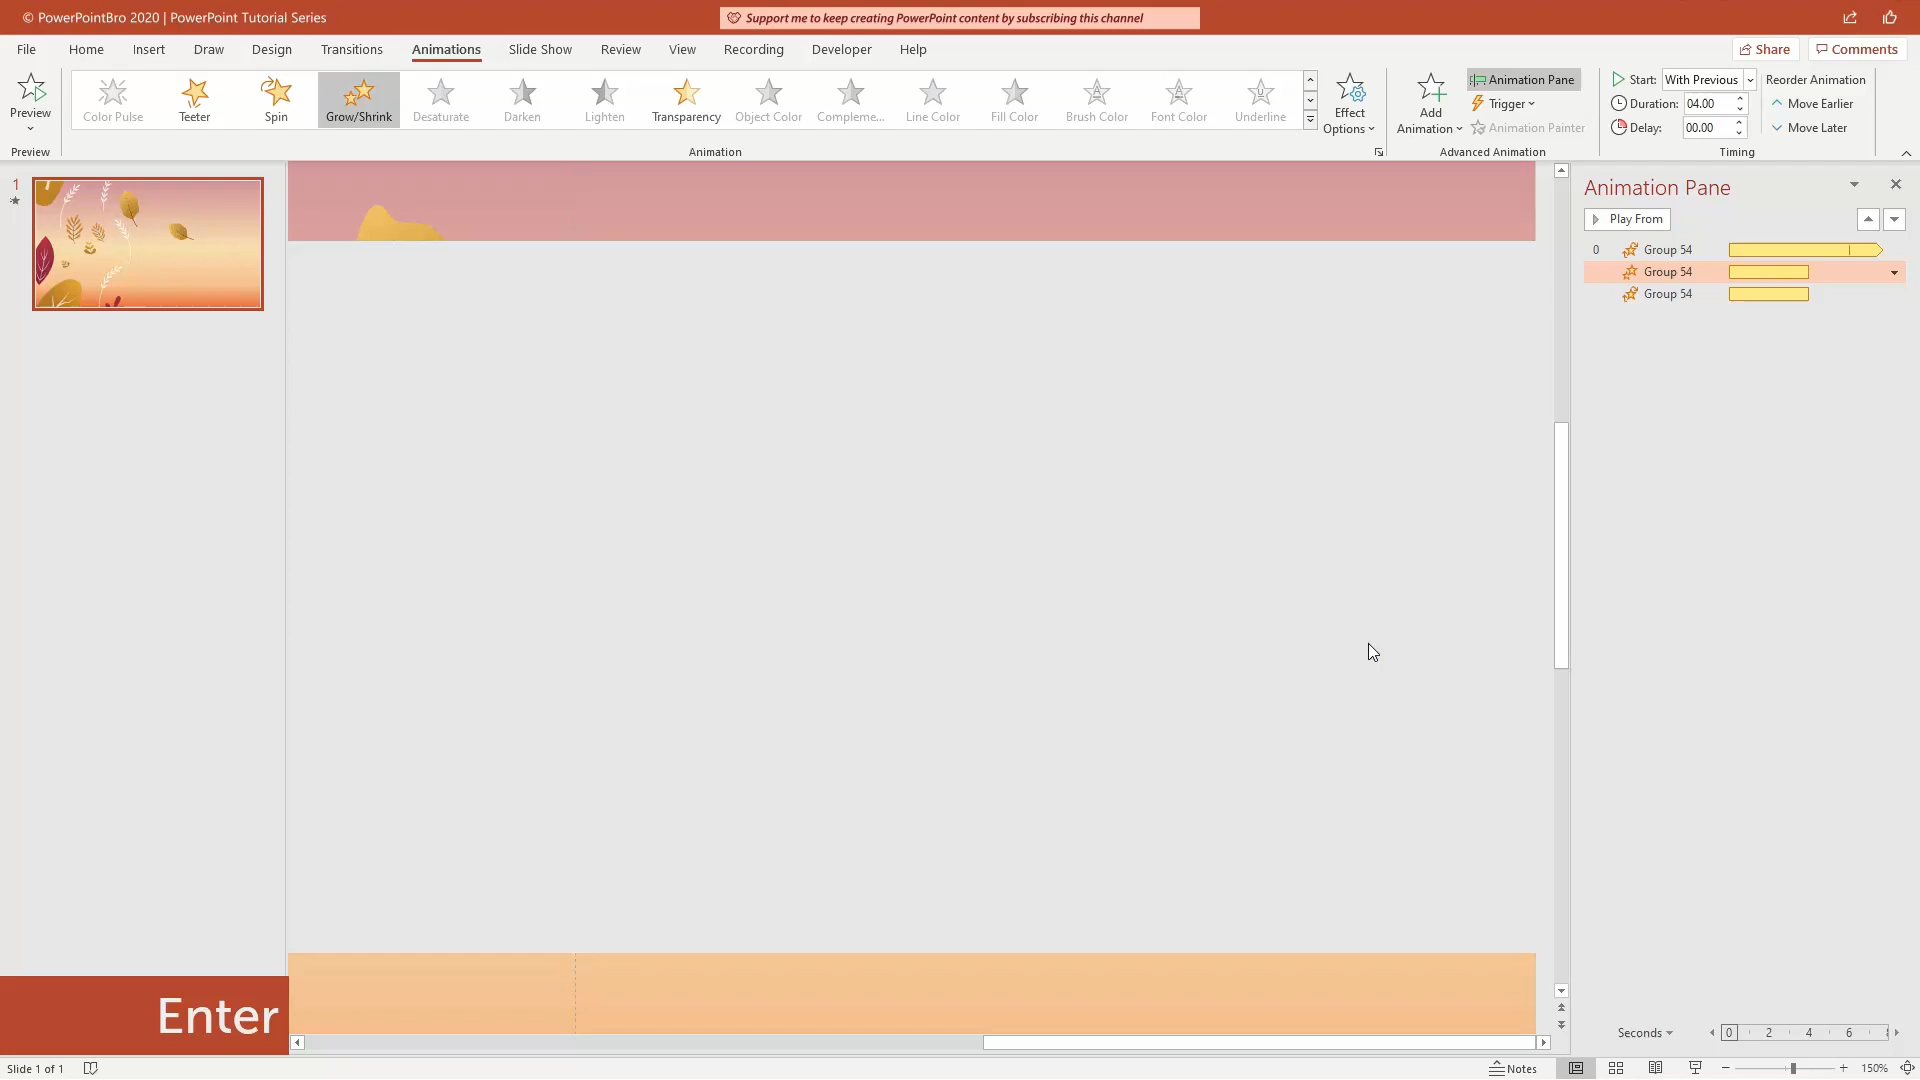 © PowerPointBro 2020 | PowerPoint Tutorial Series
Support me to keep creating PowerPoint content by subscribing this channel
File Home Insert Draw Design Transitions Animations Slide Show Review View Recording Developer Help Share Comments
Preview
Color Pulse Teeter Spin Grow/Shrink Desaturate Darken Lighten Transparency Object Color Compleme... Line Color Fill Color Brush Color Font Color Underline
Effect Options
Add Animation
Animation Pane
Trigger
Animation Painter
Start: With Previous
Duration: 04.00
Delay: 00.00
Reorder Animation
Move Earlier
Move Later
Preview Animation Advanced Animation Timing
1
Animation Pane
Play From
0 Group 54
Group 54
Group 54
Enter
Seconds 0 2 4 6
Slide 1 of 1 Notes 150%